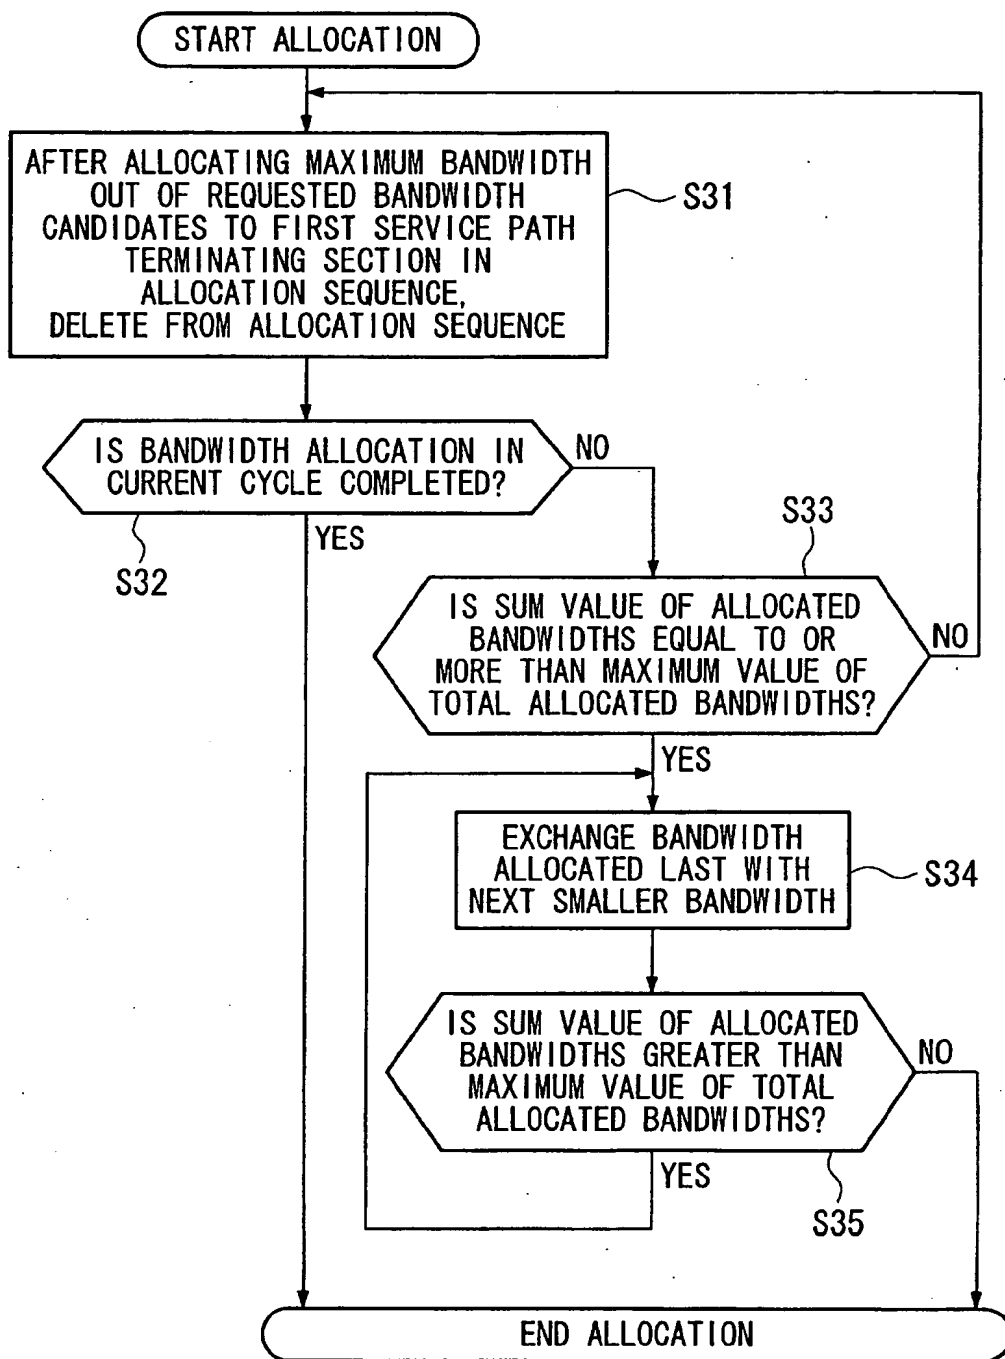 START ALLOCATION
AFTER ALLOCATING MAXIMUM BANDWIDTH
OUT OF REQUESTED BANDWIDTH
CANDIDATES TO FIRST SERVICE PATH
TERMINATING SECTION IN
ALLOCATION SEQUENCE,
DELETE FROM ALLOCATION SEQUENCE
S31
IS BANDWIDTH ALLOCATION IN
CURRENT CYCLE COMPLETED?
NO
YES
S32
S33
IS SUM VALUE OF ALLOCATED
BANDWIDTHS EQUAL TO OR
MORE THAN MAXIMUM VALUE OF
TOTAL ALLOCATED BANDWIDTHS?
NO
YES
EXCHANGE BANDWIDTH
ALLOCATED LAST WITH
NEXT SMALLER BANDWIDTH
S34
IS SUM VALUE OF ALLOCATED
BANDWIDTHS GREATER THAN
MAXIMUM VALUE OF TOTAL
ALLOCATED BANDWIDTHS?
NO
YES
S35
END ALLOCATION